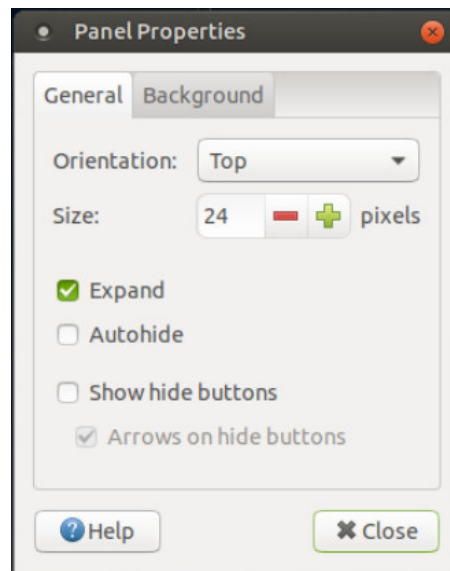 Panel Properties
General Background
Orientation: Top
Size: 24 pixels
Expand
Autohide
Show hide buttons
Arrows on hide buttons
Help Close